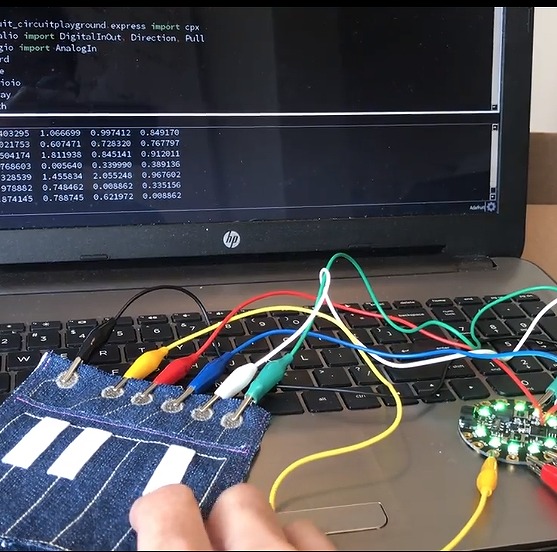 uit_circuitplayground.express import cpx
alio import DigitalInOut, Direction, Pull
gio import AnalogIn
rd
e
ioio
ay
th
403295 1.066699 0.997412 0.849170
021753 0.607471 0.728320 0.767797
504174 1.811938 0.845141 0.912011
768603 0.005640 0.339990 0.389136
328539 1.455834 2.055248 0.967602
978882 0.748462 0.008862 0.335156
874145 0.788745 0.621972 0.008862
Adafruit
hp